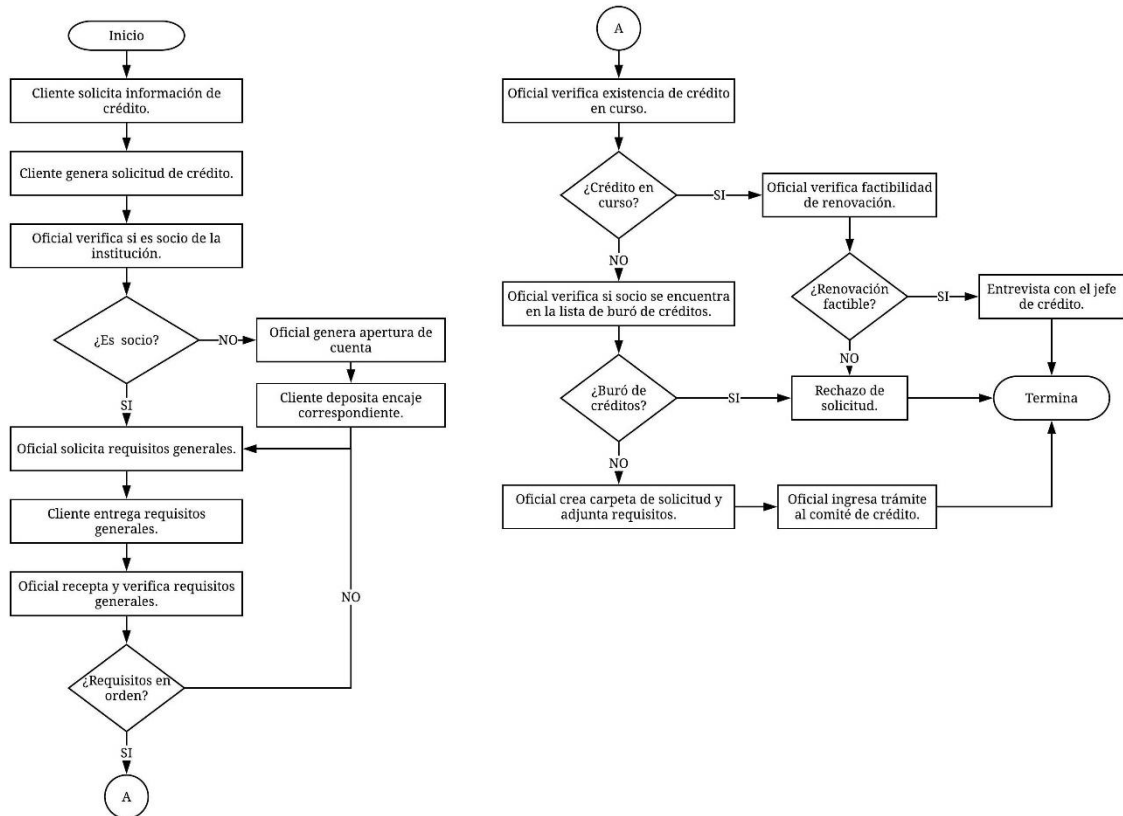 Inicio
Cliente solicita información de
crédito.
Cliente genera solicitud de crédito.
Oficial verifica si es socio de la
institución.
¿Es socio?
NO
Oficial genera apertura de
cuenta
Cliente deposita encaje
correspondiente.
SI
Oficial solicita requisitos generales.
Cliente entrega requisitos
generales.
Oficial recepta y verifica requisitos
generales.
NO
¿Requisitos en
orden?
SI
A
A
Oficial verifica existencia de crédito
en curso.
¿Crédito en
curso?
SI
Oficial verifica factibilidad
de renovación.
NO
¿Renovación
factible?
SI
Entrevista con el jefe
de crédito.
Oficial verifica si socio se encuentra
en la lista de buró de créditos.
NO
¿Buró de
créditos?
SI
Rechazo de
solicitud.
Termina
NO
Oficial crea carpeta de solicitud y
adjunta requisitos.
Oficial ingresa trámite
al comité de crédito.